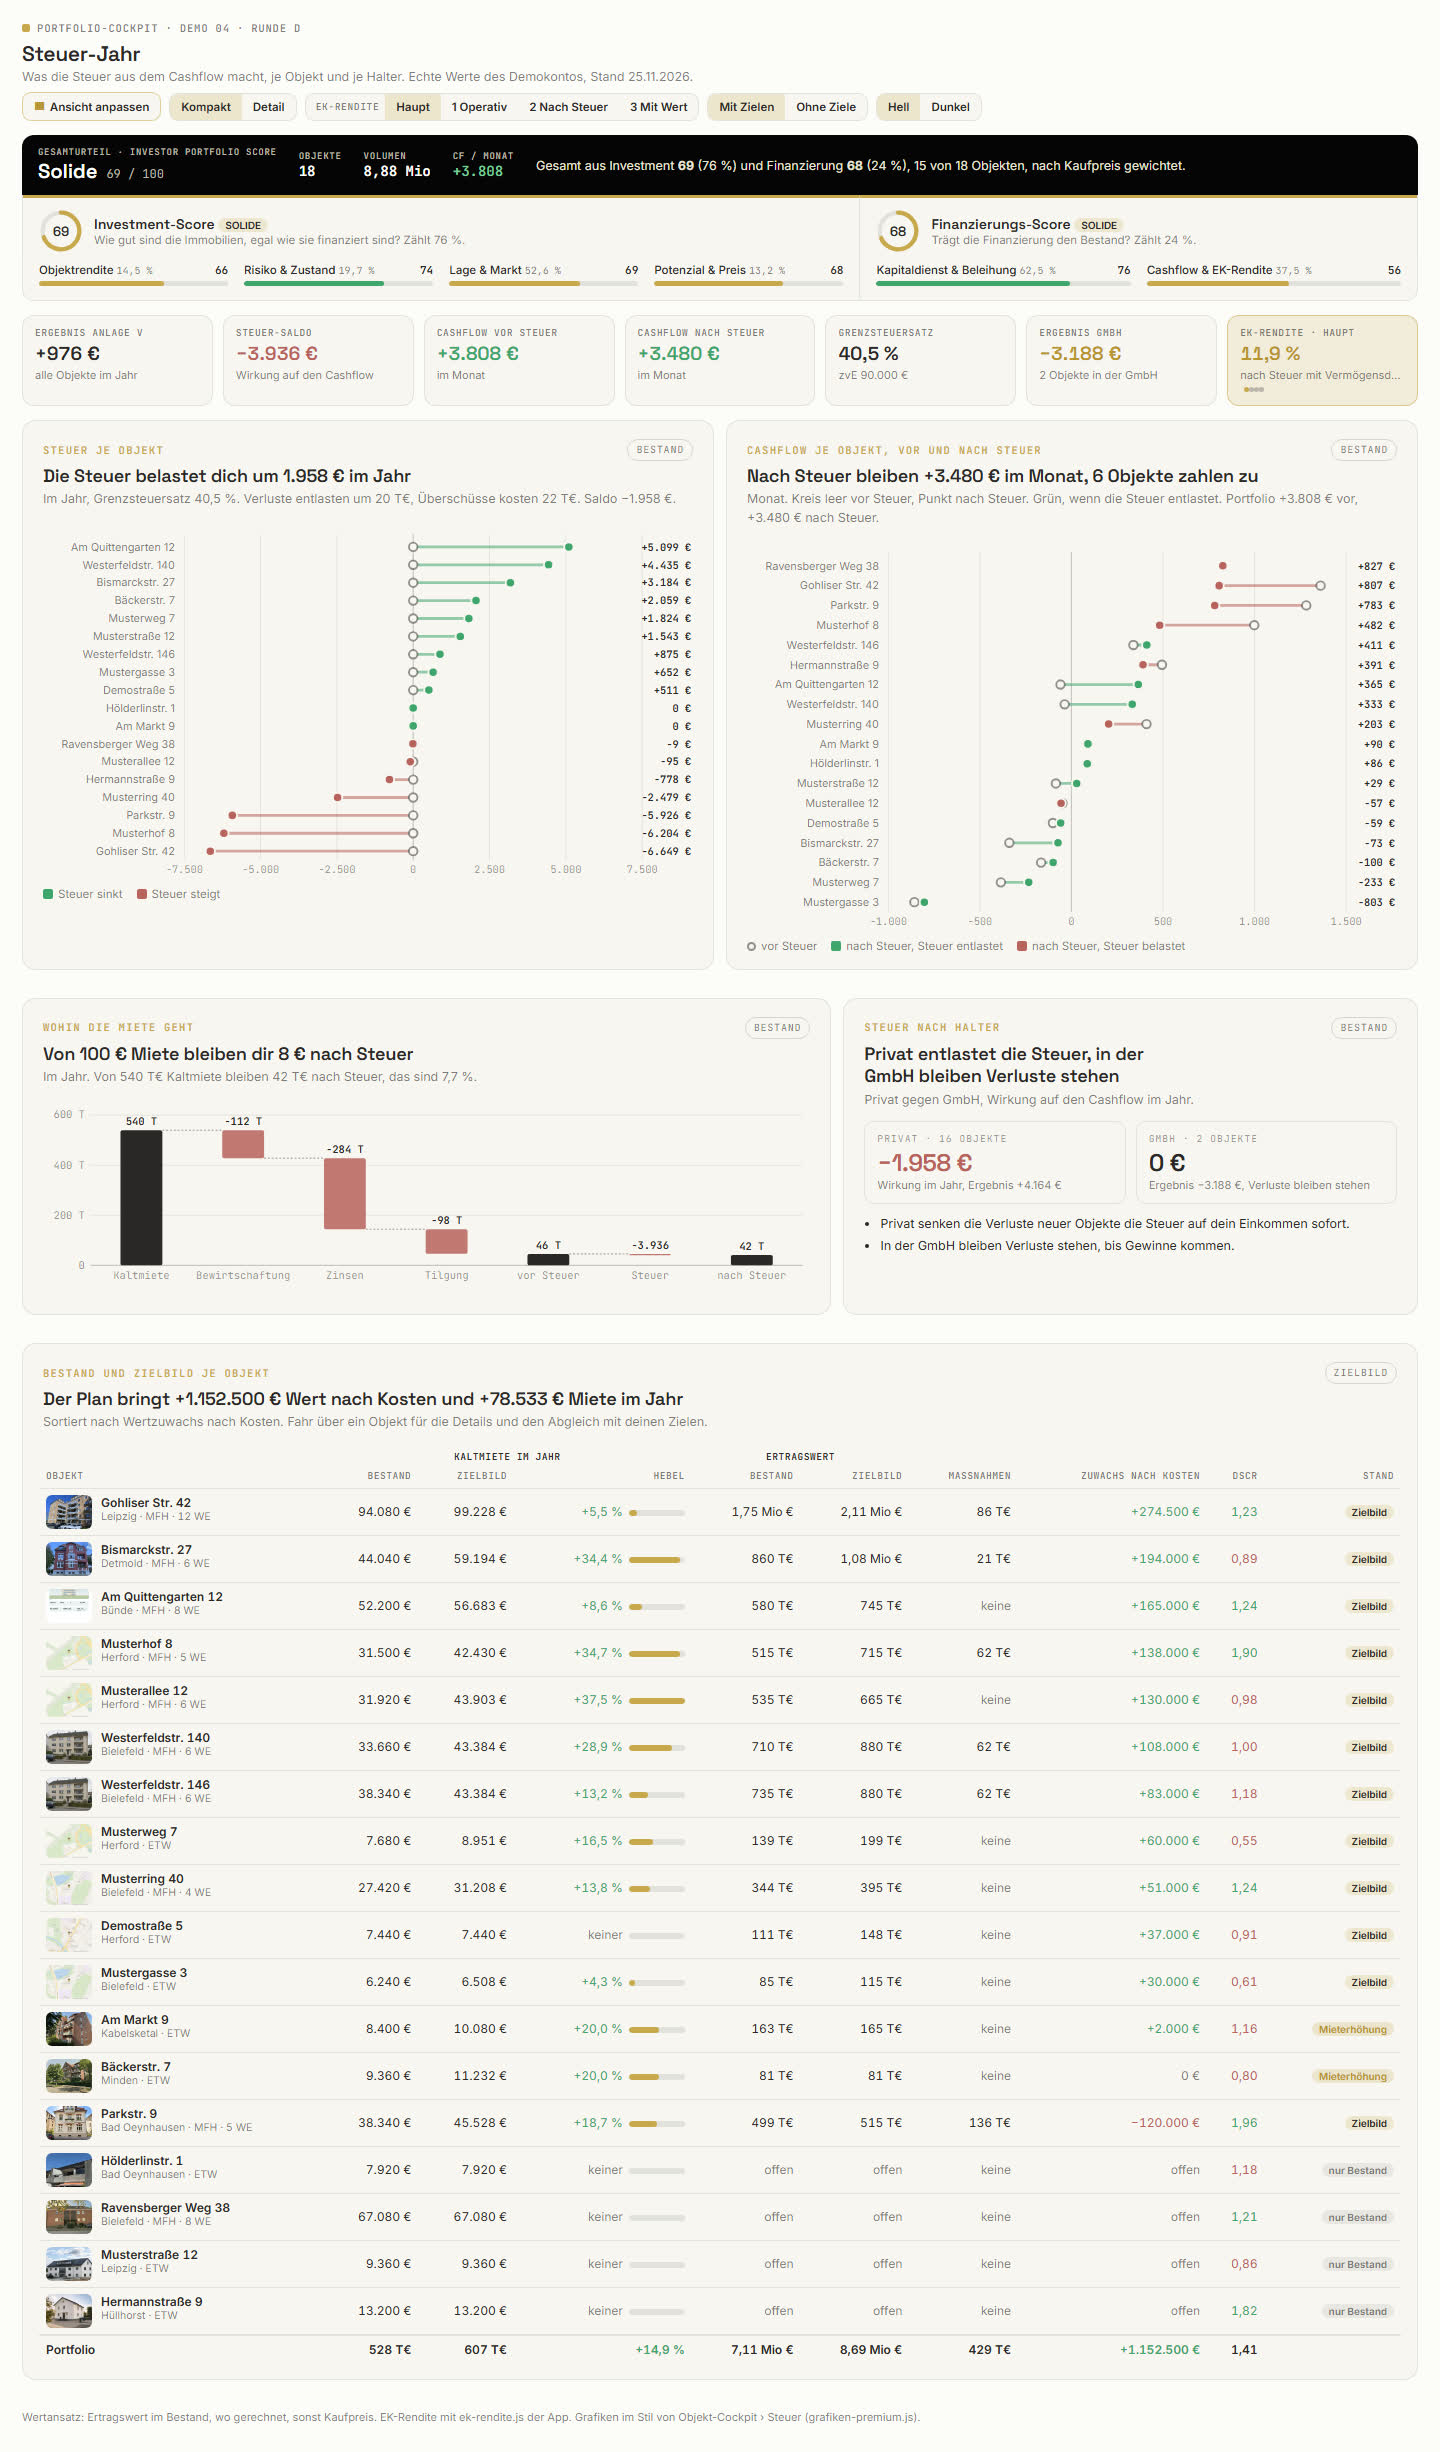 PORTFOLIO-COCKPIT · DEMO 04 · RUNDE D
Steuer-Jahr
Was die Steuer aus dem Cashflow macht, je Objekt und je Halter. Echte Werte des Demokontos, Stand 25.11.2026.
Ansicht anpassen Kompakt Detail EK-RENDITE Haupt 1 Operativ 2 Nach Steuer 3 Mit Wert Mit Zielen Ohne Ziele Hell Dunkel
GESAMTURTEIL · INVESTOR PORTFOLIO SCORE OBJEKTE VOLUMEN CF / MONAT
Solide 69 / 100 18 8,88 Mio +3.808 Gesamt aus Investment 69 (76 %) und Finanzierung 68 (24 %), 15 von 18 Objekten, nach Kaufpreis gewichtet.
69 Investment-Score SOLIDE
Wie gut sind die Immobilien, egal wie sie finanziert sind? Zählt 76 %.
Objektrendite 14,5 % 66 Risiko & Zustand 19,7 % 74 Lage & Markt 52,6 % 69 Potenzial & Preis 13,2 % 68
68 Finanzierungs-Score SOLIDE
Trägt die Finanzierung den Bestand? Zählt 24 %.
Kapitaldienst & Beleihung 62,5 % 76 Cashflow & EK-Rendite 37,5 % 56
ERGEBNIS ANLAGE V
+976 €
alle Objekte im Jahr
STEUER-SALDO
−3.936 €
Wirkung auf den Cashflow
CASHFLOW VOR STEUER
+3.808 €
im Monat
CASHFLOW NACH STEUER
+3.480 €
im Monat
GRENZSTEUERSATZ
40,5 %
zvE 90.000 €
ERGEBNIS GMBH
−3.188 €
2 Objekte in der GmbH
EK-RENDITE · HAUPT
11,9 %
nach Steuer mit Vermögensd...
STEUER JE OBJEKT BESTAND
Die Steuer belastet dich um 1.958 € im Jahr
Im Jahr, Grenzsteuersatz 40,5 %. Verluste entlasten um 20 T€, Überschüsse kosten 22 T€. Saldo −1.958 €.
Am Quittengarten 12 +5.099 €
Westerfeldstr. 140 +4.435 €
Bismarckstr. 27 +3.184 €
Bäckerstr. 7 +2.059 €
Musterweg 7 +1.824 €
Musterstraße 12 +1.543 €
Westerfeldstr. 146 +875 €
Mustergasse 3 +652 €
Demostraße 5 +511 €
Hölderlinstr. 1 0 €
Am Markt 9 0 €
Ravensberger Weg 38 -9 €
Musterallee 12 -95 €
Hermannstraße 9 -778 €
Musterring 40 -2.479 €
Parkstr. 9 -5.926 €
Musterhof 8 -6.204 €
Gohliser Str. 42 -6.649 €
-7.500 -5.000 -2.500 0 2.500 5.000 7.500
Steuer sinkt Steuer steigt
CASHFLOW JE OBJEKT, VOR UND NACH STEUER BESTAND
Nach Steuer bleiben +3.480 € im Monat, 6 Objekte zahlen zu
Monat. Kreis leer vor Steuer, Punkt nach Steuer. Grün, wenn die Steuer entlastet. Portfolio +3.808 € vor,
+3.480 € nach Steuer.
Ravensberger Weg 38 +827 €
Gohliser Str. 42 +807 €
Parkstr. 9 +783 €
Musterhof 8 +482 €
Westerfeldstr. 146 +411 €
Hermannstraße 9 +391 €
Am Quittengarten 12 +365 €
Westerfeldstr. 140 +333 €
Musterring 40 +203 €
Am Markt 9 +90 €
Hölderlinstr. 1 +86 €
Musterstraße 12 +29 €
Musterallee 12 -57 €
Demostraße 5 -59 €
Bismarckstr. 27 -73 €
Bäckerstr. 7 -100 €
Musterweg 7 -233 €
Mustergasse 3 -803 €
-1.000 -500 0 500 1.000 1.500
vor Steuer nach Steuer, Steuer entlastet nach Steuer, Steuer belastet
WOHIN DIE MIETE GEHT BESTAND
Von 100 € Miete bleiben dir 8 € nach Steuer
Im Jahr. Von 540 T€ Kaltmiete bleiben 42 T€ nach Steuer, das sind 7,7 %.
600 T
400 T
200 T
0
540 T -112 T -284 T -98 T 46 T -3.936 42 T
Kaltmiete Bewirtschaftung Zinsen Tilgung vor Steuer Steuer nach Steuer
STEUER NACH HALTER BESTAND
Privat entlastet die Steuer, in der
GmbH bleiben Verluste stehen
Privat gegen GmbH, Wirkung auf den Cashflow im Jahr.
PRIVAT · 16 OBJEKTE
−1.958 €
Wirkung im Jahr, Ergebnis +4.164 €
GMBH · 2 OBJEKTE
0 €
Ergebnis −3.188 €, Verluste bleiben stehen
• Privat senken die Verluste neuer Objekte die Steuer auf dein Einkommen sofort.
• In der GmbH bleiben Verluste stehen, bis Gewinne kommen.
BESTAND UND ZIELBILD JE OBJEKT ZIELBILD
Der Plan bringt +1.152.500 € Wert nach Kosten und +78.533 € Miete im Jahr
Sortiert nach Wertzuwachs nach Kosten. Fahr über ein Objekt für die Details und den Abgleich mit deinen Zielen.
KALTMIETE IM JAHR ERTRAGSWERT
OBJEKT BESTAND ZIELBILD HEBEL BESTAND ZIELBILD MASSNAHMEN ZUWACHS NACH KOSTEN DSCR STAND
Gohliser Str. 42 94.080 € 99.228 € +5,5 % 1,75 Mio € 2,11 Mio € 86 T€ +274.500 € 1,23 Zielbild
Leipzig · MFH · 12 WE
Bismarckstr. 27 44.040 € 59.194 € +34,4 % 860 T€ 1,08 Mio € 21 T€ +194.000 € 0,89 Zielbild
Detmold · MFH · 6 WE
Am Quittengarten 12 52.200 € 56.683 € +8,6 % 580 T€ 745 T€ keine +165.000 € 1,24 Zielbild
Bünde · MFH · 8 WE
Musterhof 8 31.500 € 42.430 € +34,7 % 515 T€ 715 T€ 62 T€ +138.000 € 1,90 Zielbild
Herford · MFH · 5 WE
Musterallee 12 31.920 € 43.903 € +37,5 % 535 T€ 665 T€ keine +130.000 € 0,98 Zielbild
Herford · MFH · 6 WE
Westerfeldstr. 140 33.660 € 43.384 € +28,9 % 710 T€ 880 T€ 62 T€ +108.000 € 1,00 Zielbild
Bielefeld · MFH · 6 WE
Westerfeldstr. 146 38.340 € 43.384 € +13,2 % 735 T€ 880 T€ 62 T€ +83.000 € 1,18 Zielbild
Bielefeld · MFH · 6 WE
Musterweg 7 7.680 € 8.951 € +16,5 % 139 T€ 199 T€ keine +60.000 € 0,55 Zielbild
Herford · ETW
Musterring 40 27.420 € 31.208 € +13,8 % 344 T€ 395 T€ keine +51.000 € 1,24 Zielbild
Bielefeld · MFH · 4 WE
Demostraße 5 7.440 € 7.440 € keiner 111 T€ 148 T€ keine +37.000 € 0,91 Zielbild
Herford · ETW
Mustergasse 3 6.240 € 6.508 € +4,3 % 85 T€ 115 T€ keine +30.000 € 0,61 Zielbild
Bielefeld · ETW
Am Markt 9 8.400 € 10.080 € +20,0 % 163 T€ 165 T€ keine +2.000 € 1,16 Mieterhöhung
Kabelsketal · ETW
Bäckerstr. 7 9.360 € 11.232 € +20,0 % 81 T€ 81 T€ keine 0 € 0,80 Mieterhöhung
Minden · ETW
Parkstr. 9 38.340 € 45.528 € +18,7 % 499 T€ 515 T€ 136 T€ −120.000 € 1,96 Zielbild
Bad Oeynhausen · MFH · 5 WE
Hölderlinstr. 1 7.920 € 7.920 € keiner offen offen keine offen 1,18 nur Bestand
Bad Oeynhausen · ETW
Ravensberger Weg 38 67.080 € 67.080 € keiner offen offen keine offen 1,21 nur Bestand
Bielefeld · MFH · 8 WE
Musterstraße 12 9.360 € 9.360 € keiner offen offen keine offen 0,86 nur Bestand
Leipzig · ETW
Hermannstraße 9 13.200 € 13.200 € keiner offen offen keine offen 1,82 nur Bestand
Hüllhorst · ETW
Portfolio 528 T€ 607 T€ +14,9 % 7,11 Mio € 8,69 Mio € 429 T€ +1.152.500 € 1,41
Wertansatz: Ertragswert im Bestand, wo gerechnet, sonst Kaufpreis. EK-Rendite mit ek-rendite.js der App. Grafiken im Stil von Objekt-Cockpit › Steuer (grafiken-premium.js).